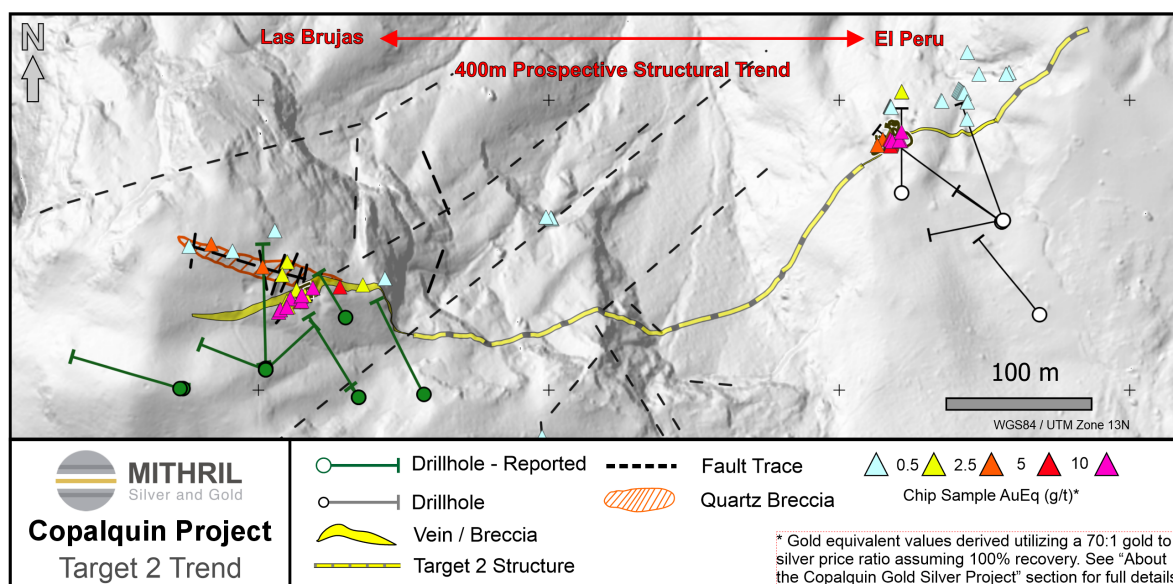 N
Las Brujas
El Peru
400m Prospective Structural Trend
100 m
WGS84 / UTM Zone 13N
MITHRIL
Silver and Gold
Copalquin Project
Target 2 Trend
Drillhole - Reported
Drillhole
Vein / Breccia
Target 2 Structure
Fault Trace
Quartz Breccia
0.5 2.5 5 10
Chip Sample AuEq (g/t)*
* Gold equivalent values derived utilizing a 70:1 gold to
silver price ratio assuming 100% recovery. See “About
the Copalquin Gold Silver Project” section for full details